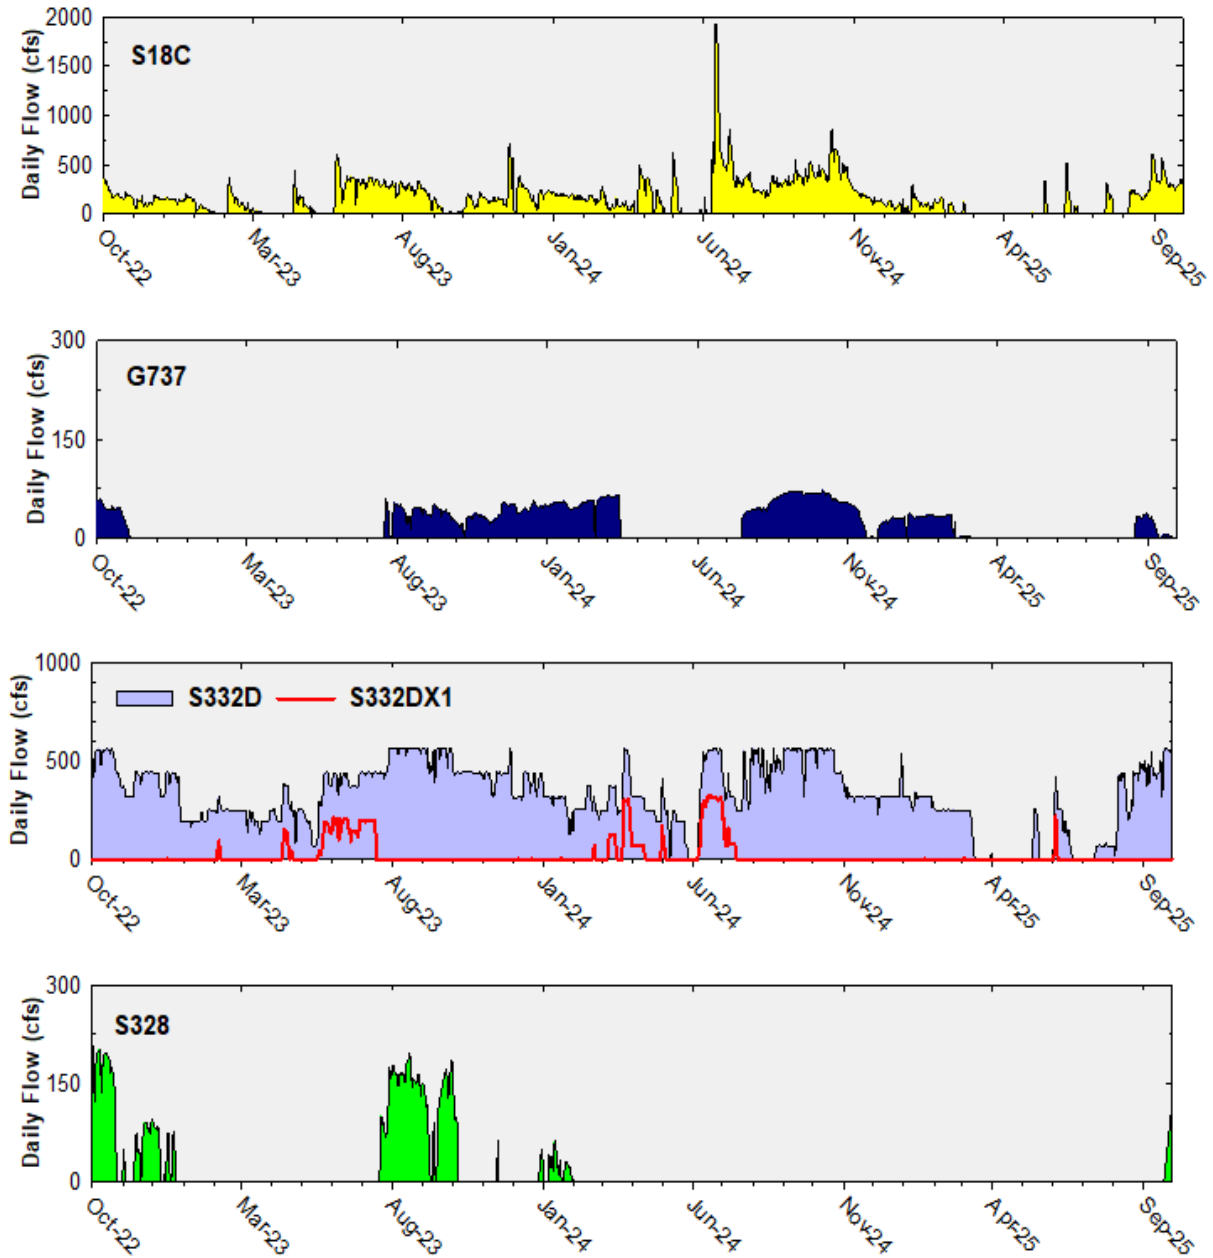 2000
1500
1000
500
0
Daily Flow (cfs)
S18C
Oct-22
Mar-23
Aug-23
Jan-24
Jun-24
Nov-24
Apr-25
Sep-25
300
150
0
Daily Flow (cfs)
G737
Oct-22
Mar-23
Aug-23
Jan-24
Jun-24
Nov-24
Apr-25
Sep-25
1000
500
0
Daily Flow (cfs)
S332D S332DX1
Oct-22
Mar-23
Aug-23
Jan-24
Jun-24
Nov-24
Apr-25
Sep-25
300
150
0
Daily Flow (cfs)
S328
Oct-22
Mar-23
Aug-23
Jan-24
Jun-24
Nov-24
Apr-25
Sep-25